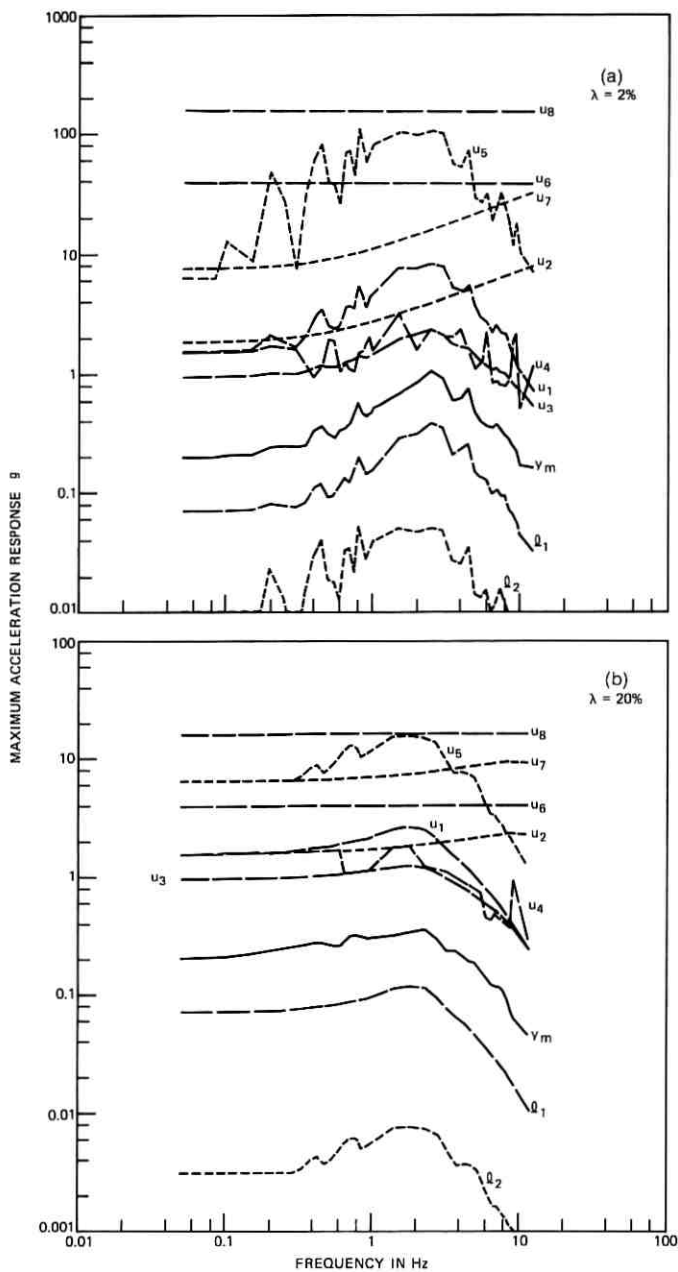 1000
(a)
λ = 2%
u8
100
u5
u6
u7
10
u2
u4
1
u1
u3
ym
0.1
ℓ1
ℓ2
0.01
MAXIMUM ACCELERATION RESPONSE g
100
(b)
λ = 20%
u8
u5
10
u7
u6
u1
u2
u3
1
u4
0.1
ym
ℓ1
0.01
ℓ2
0.001
0.01
0.1
1
10
100
FREQUENCY IN Hz